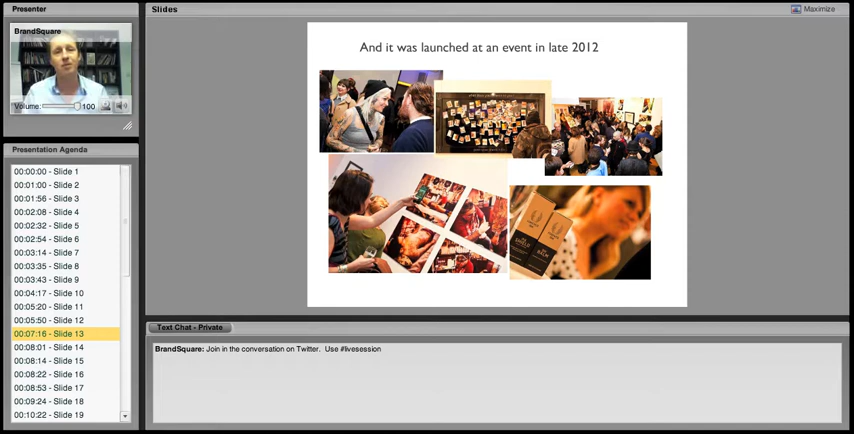 Presenter
BrandSquare
Volume:
100
Presentation Agenda
00:00:00 - Slide 1
00:01:00 - Slide 2
00:01:56 - Slide 3
00:02:08 - Slide 4
00:02:32 - Slide 5
00:02:54 - Slide 6
00:03:14 - Slide 7
00:03:35 - Slide 8
00:03:43 - Slide 9
00:04:17 - Slide 10
00:05:20 - Slide 11
00:05:50 - Slide 12
00:07:16 - Slide 13
00:08:01 - Slide 14
00:08:14 - Slide 15
00:08:22 - Slide 16
00:08:53 - Slide 17
00:09:24 - Slide 18
00:10:22 - Slide 19
Slides
Maximize
And it was launched at an event in late 2012
Text Chat - Private
BrandSquare: Join in the conversation on Twitter. Use #livesession